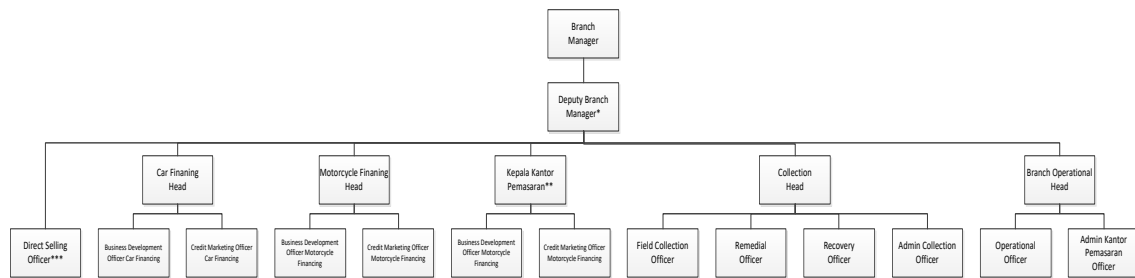 Branch
Manager
Deputy Branch
Manager*
Car Finaning
Head
Motorcycle Finaning
Head
Kepala Kantor
Pemasaran**
Collection
Head
Branch Operational
Head
Direct Selling
Officer***
Business Development
Officer Car Financing
Credit Marketing Officer
Car Financing
Business Development
Officer Motorcycle
Financing
Credit Marketing Officer
Motorcycle Financing
Business Development
Officer Motorcycle
Financing
Credit Marketing Officer
Motorcycle Financing
Field Collection
Officer
Remedial
Officer
Recovery
Officer
Admin Collection
Officer
Operational
Officer
Admin Kantor
Pemasaran
Officer